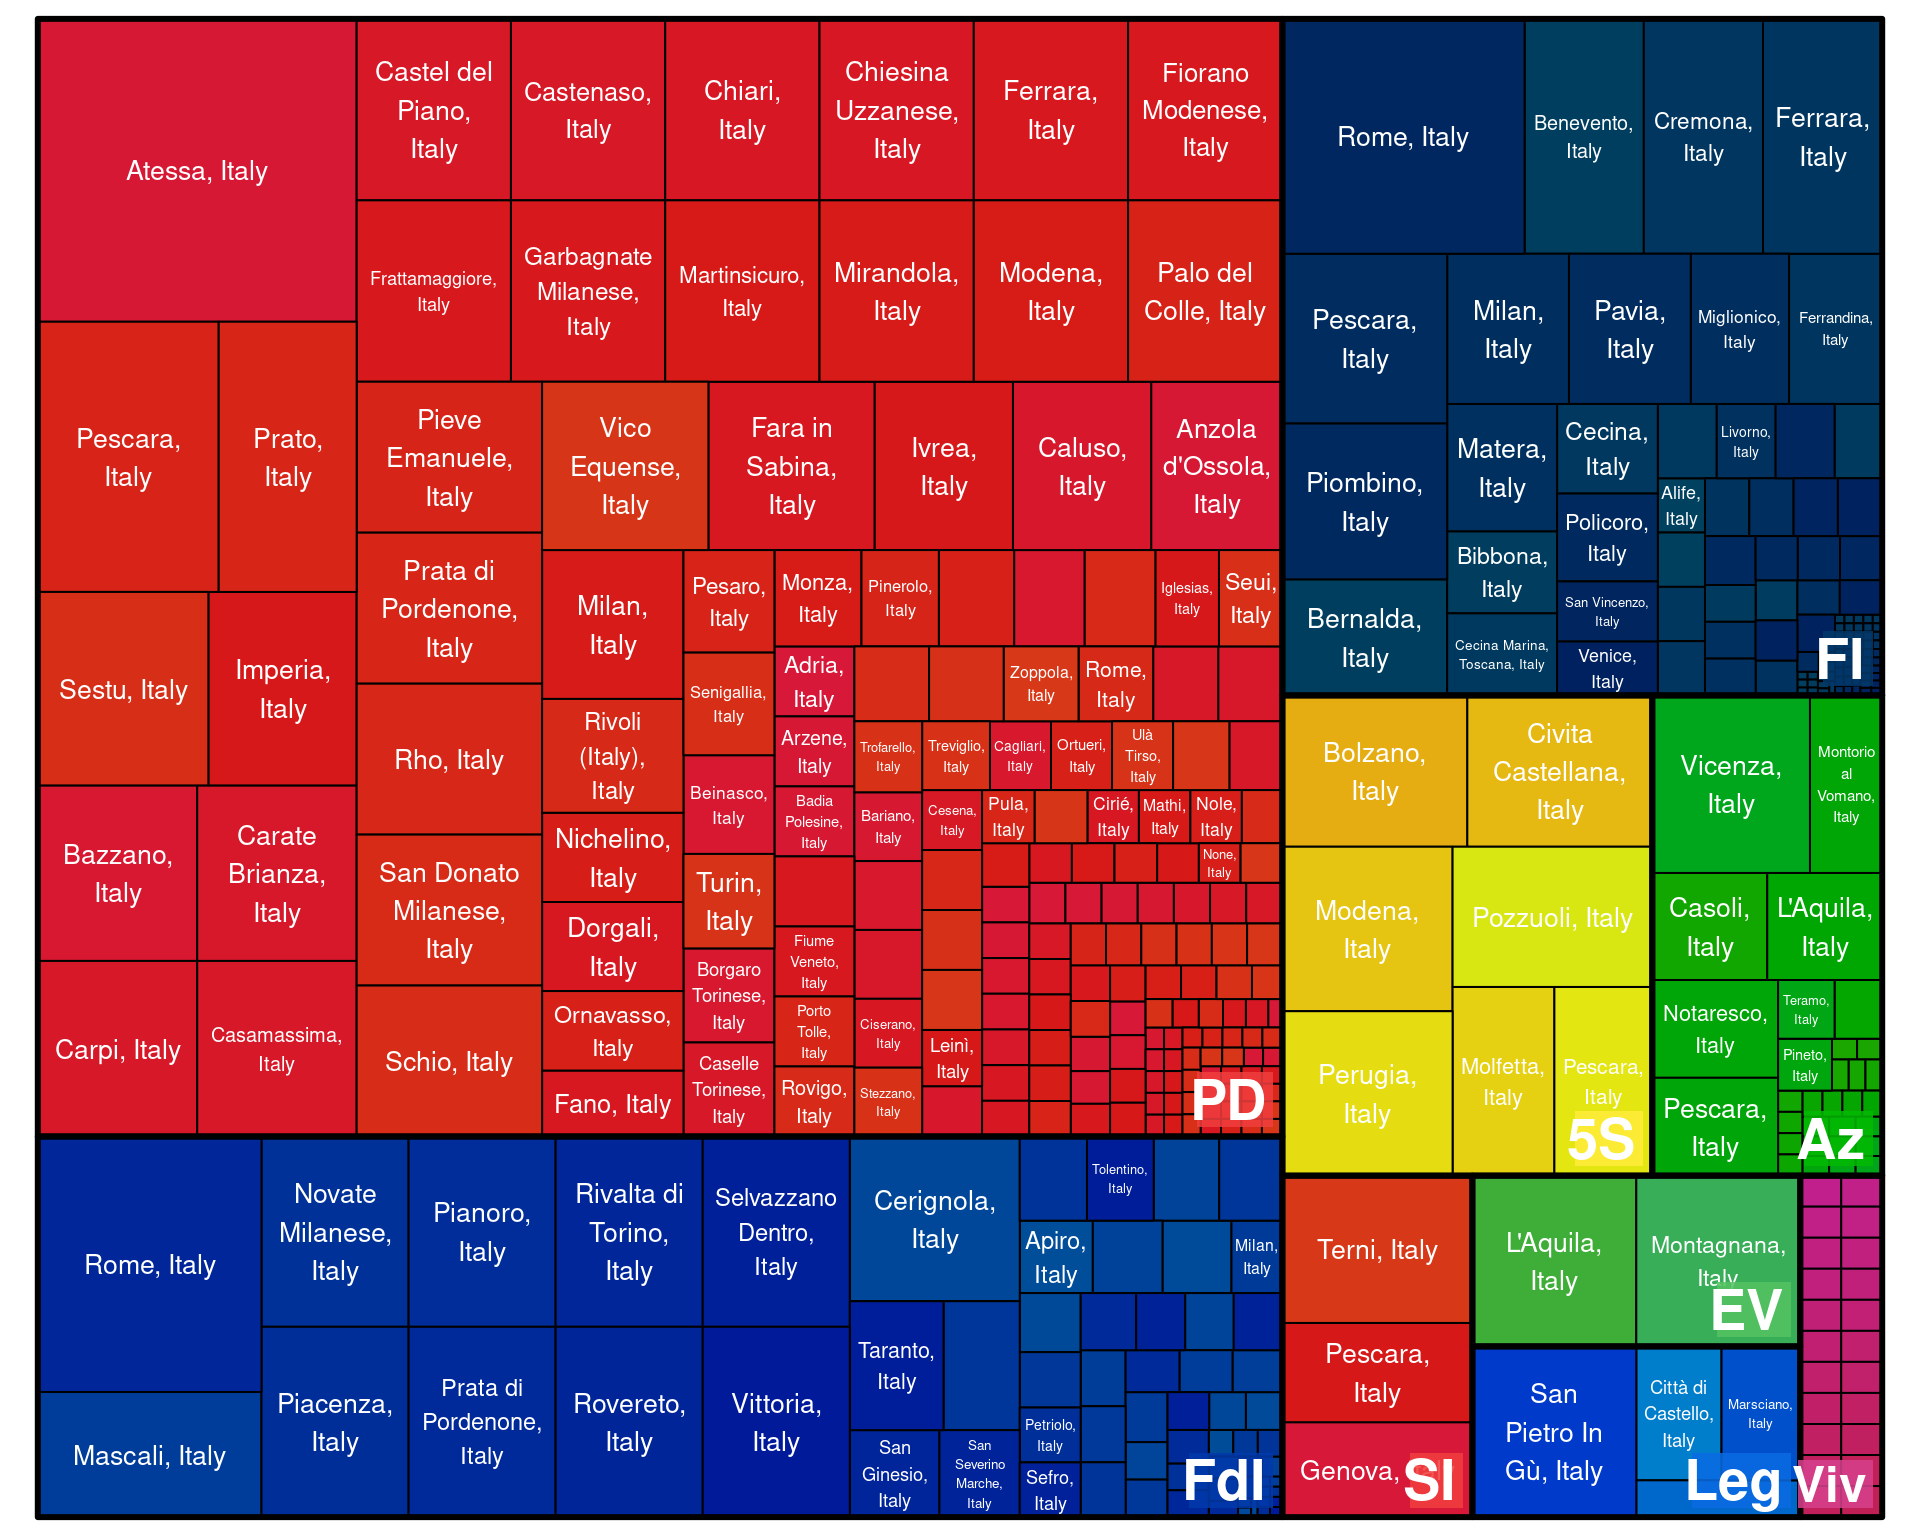 Atessa, Italy
Castel del
Piano,
Italy
Castenaso,
Italy
Chiari,
Italy
Chiesina
Uzzanese,
Italy
Ferrara,
Italy
Fiorano
Modenese,
Italy
Frattamaggiore,
Italy
Garbagnate
Milanese,
Italy
Martinsicuro,
Italy
Mirandola,
Italy
Modena,
Italy
Palo del
Colle, Italy
Pescara,
Italy
Prato,
Italy
Sestu, Italy
Imperia,
Italy
Bazzano,
Italy
Carate
Brianza,
Italy
Carpi, Italy
Casamassima,
Italy
Pieve
Emanuele,
Italy
Prata di
Pordenone,
Italy
Rho, Italy
San Donato
Milanese,
Italy
Schio, Italy
Vico
Equense,
Italy
Fara in
Sabina,
Italy
Ivrea,
Italy
Caluso,
Italy
Anzola
d'Ossola,
Italy
Milan,
Italy
Rivoli
(Italy),
Italy
Nichelino,
Italy
Dorgali,
Italy
Ornavasso,
Italy
Fano, Italy
Pesaro,
Italy
Senigallia,
Italy
Beinasco,
Italy
Turin,
Italy
Borgaro
Torinese,
Italy
Caselle
Torinese,
Italy
Monza,
Italy
Pinerolo,
Italy
Iglesias,
Italy
Seui,
Italy
Adria,
Italy
Arzene,
Italy
Badia
Polesine,
Italy
Fiume
Veneto,
Italy
Porto
Tolle,
Italy
Rovigo,
Italy
Zoppola,
Italy
Rome,
Italy
Trofarello,
Italy
Bariano,
Italy
Ciserano,
Italy
Stezzano,
Italy
Treviglio,
Italy
Cagliari,
Italy
Ortueri,
Italy
Ulà
Tirso,
Italy
Cesena,
Italy
Leinì,
Italy
Pula,
Italy
Cirié,
Italy
Mathi,
Italy
Nole,
Italy
None,
Italy
PD
Rome, Italy
Benevento,
Italy
Cremona,
Italy
Ferrara,
Italy
Pescara,
Italy
Piombino,
Italy
Bernalda,
Italy
Milan,
Italy
Pavia,
Italy
Miglionico,
Italy
Ferrandina,
Italy
Matera,
Italy
Bibbona,
Italy
Cecina Marina,
Toscana, Italy
Cecina,
Italy
Policoro,
Italy
San Vincenzo,
Italy
Venice,
Italy
Livorno,
Italy
Alife,
Italy
FI
Bolzano,
Italy
Civita
Castellana,
Italy
Modena,
Italy
Pozzuoli, Italy
Perugia,
Italy
Molfetta,
Italy
Pescara,
Italy
5S
Vicenza,
Italy
Montorio
al
Vomano,
Italy
Casoli,
Italy
L'Aquila,
Italy
Notaresco,
Italy
Teramo,
Italy
Pineto,
Italy
Pescara,
Italy
Az
Rome, Italy
Mascali, Italy
Novate
Milanese,
Italy
Pianoro,
Italy
Rivalta di
Torino,
Italy
Selvazzano
Dentro,
Italy
Piacenza,
Italy
Prata di
Pordenone,
Italy
Rovereto,
Italy
Vittoria,
Italy
Cerignola,
Italy
Taranto,
Italy
San
Ginesio,
Italy
San
Severino
Marche,
Italy
Tolentino,
Italy
Apiro,
Italy
Milan,
Italy
Petriolo,
Italy
Sefro,
Italy
FdI
Terni, Italy
Pescara,
Italy
Genova,
SI
L'Aquila,
Italy
Montagnana,
Italy
EV
San
Pietro In
Gù, Italy
Città di
Castello,
Italy
Marsciano,
Italy
Leg
Viv